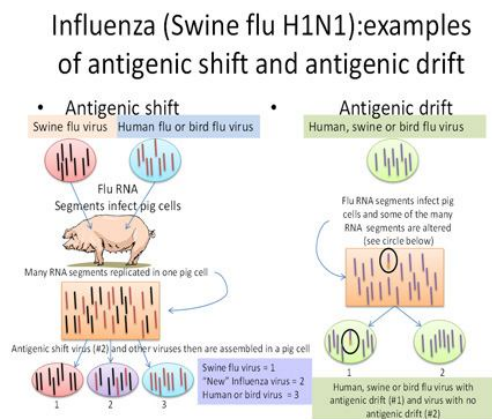 Influenza (Swine flu H1N1):examples
of antigenic shift and antigenic drift
• Antigenic shift
Swine flu virus
Human flu or bird flu virus
Flu RNA
Segments infect pig cells
Many RNA segments replicated in one pig cell
Antigenic shift virus (#2) and other viruses then are assembled in a pig cell
1
2
3
Swine flu virus = 1
"New" Influenza virus = 2
Human or bird virus = 3
• Antigenic drift
Human, swine or bird flu virus
Flu RNA segments infect pig
cells and some of the many
RNA segments are altered
(see circle below)
1
2
Human, swine or bird flu virus with
antigenic drift (#1) and virus with no
antigenic drift (#2)